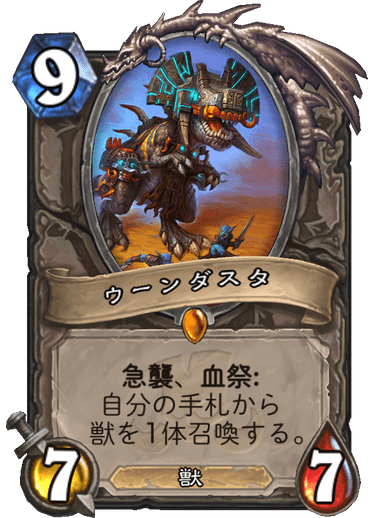 9
ウーンダスタ
急襲、血祭:
自分の手札から
獣を1体召喚する。
7
獣
7